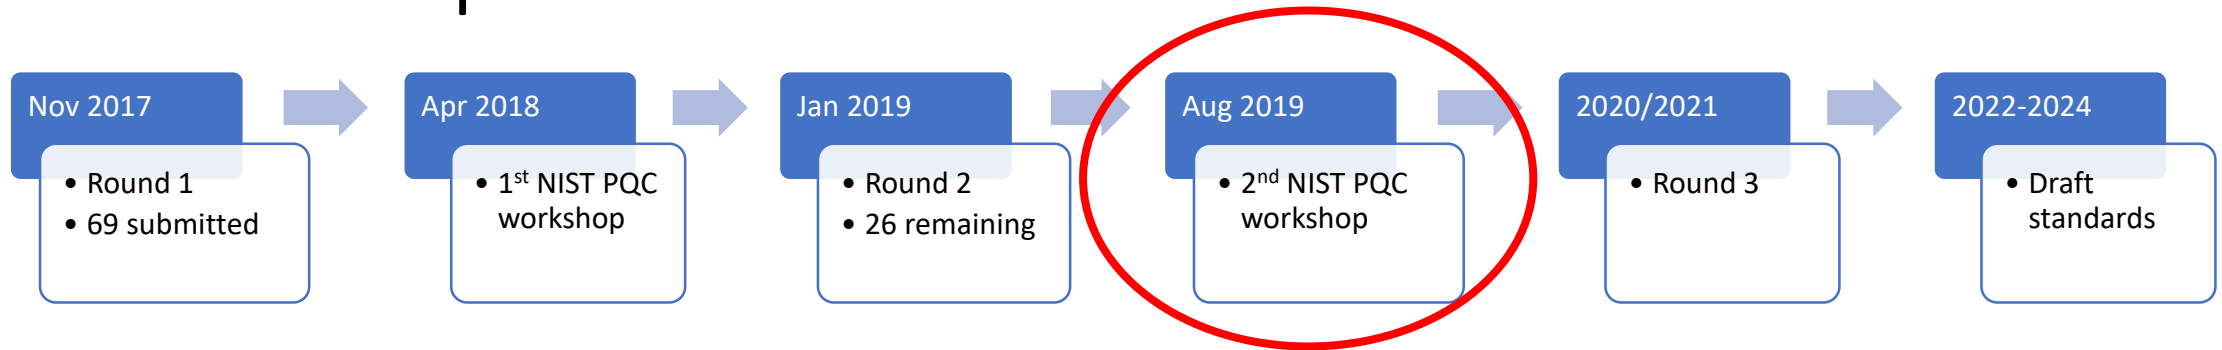 Nov 2017
• Round 1
• 69 submitted
Apr 2018
• 1st NIST PQC
workshop
Jan 2019
• Round 2
• 26 remaining
Aug 2019
• 2nd NIST PQC
workshop
2020/2021
• Round 3
2022-2024
• Draft
standards